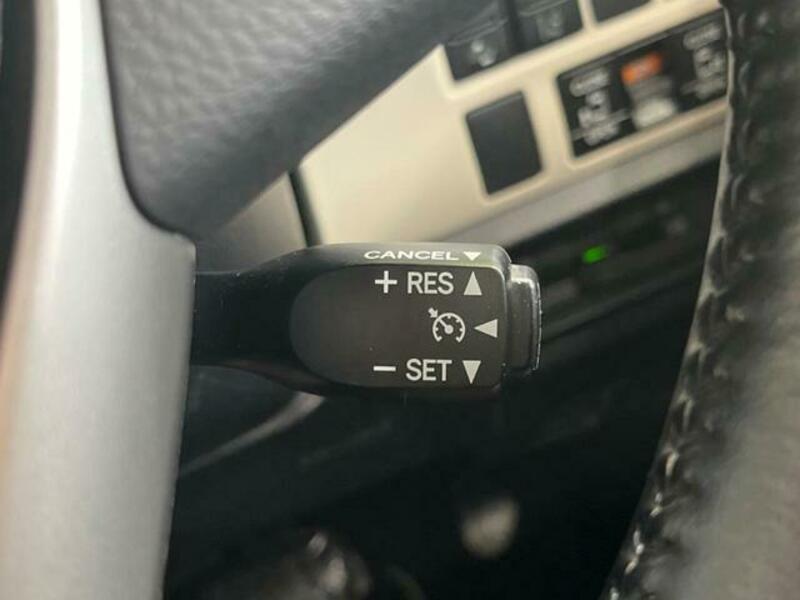 CANCEL▼
+ RES ▲
◀
− SET ▼